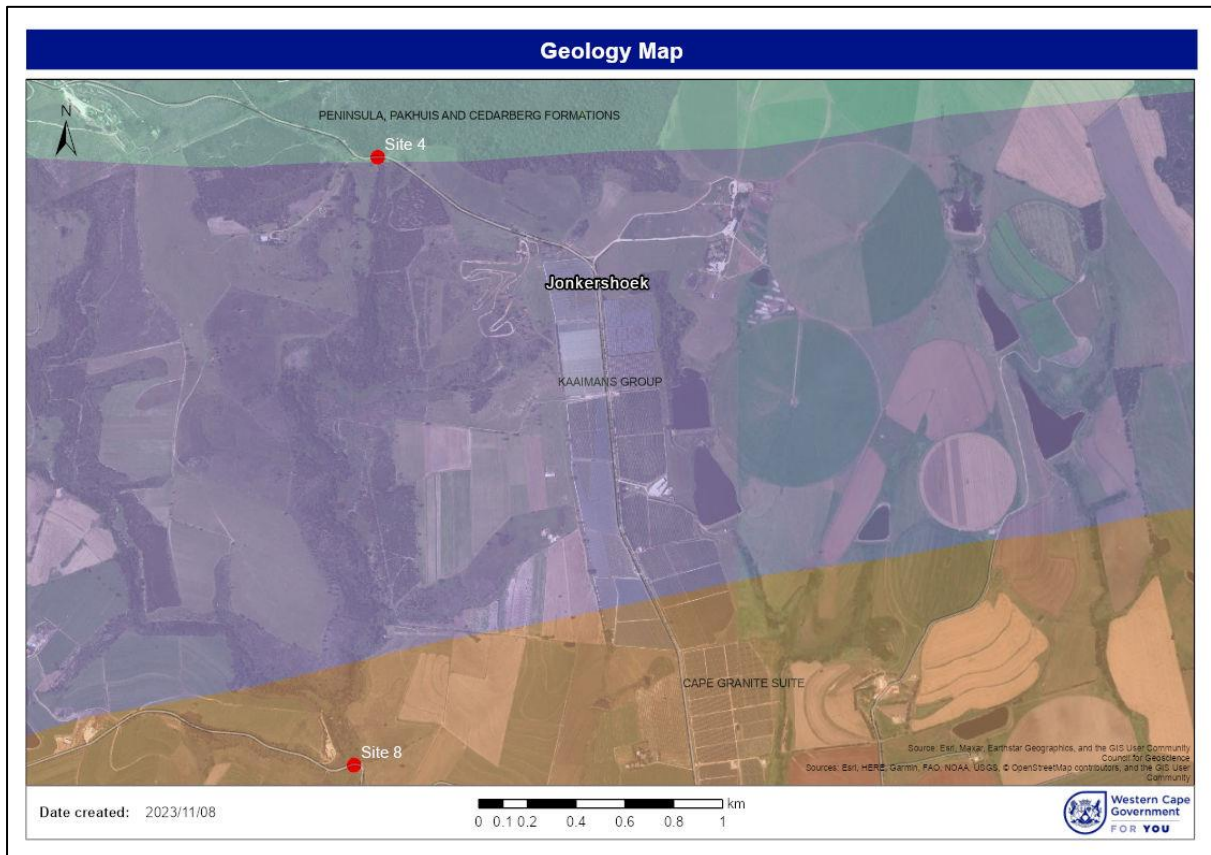 Geology Map
N
PENINSULA, PAKHUIS AND CEDARBERG FORMATIONS
Site 4
Jonkershoek
KAAIMANS GROUP
CAPE GRANITE SUITE
Site 8
Source: Esri, Maxar, Earthstar Geographics, and the GIS User Community
Council for Geoscience
Sources: Esri, HERE, Garmin, FAO, NOAA, USGS, © OpenStreetMap contributors, and the GIS User
Community
Date created: 2023/11/08
km
0 0.1 0.2 0.4 0.6 0.8 1
Western Cape
Government
FOR YOU